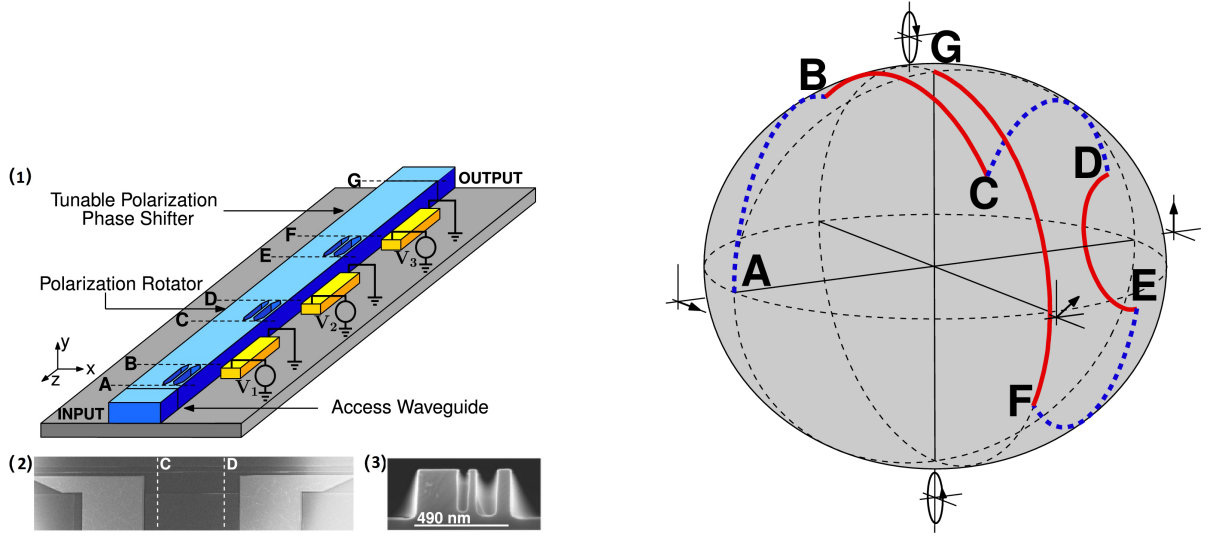 (1)
Tunable Polarization
Phase Shifter
G
OUTPUT
F
E
V3
Polarization Rotator
D
C
V2
B
A
V1
y
x
z
INPUT
Access Waveguide
(2)
C
D
(3)
490 nm
G
B
C
D
A
E
F